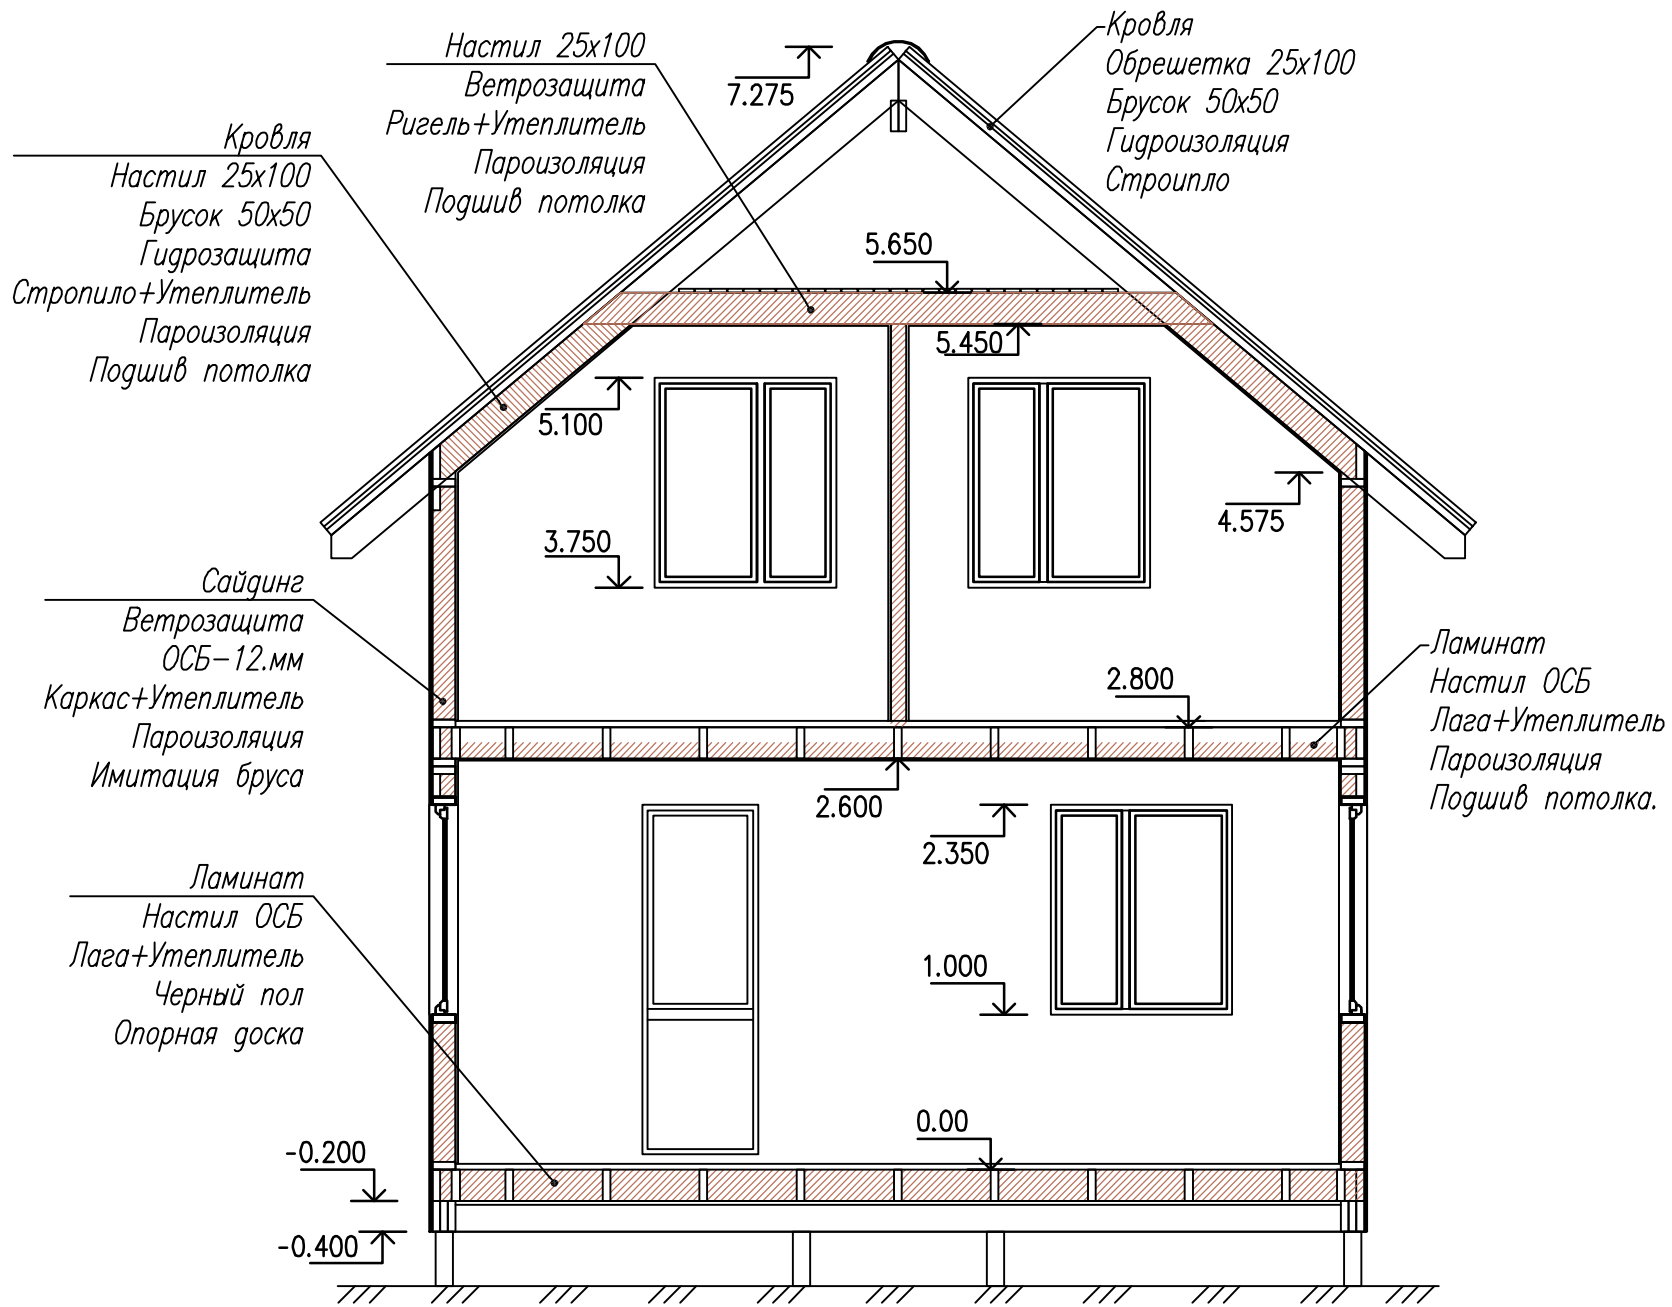 Кровля
Обрешетка 25х100
Брусок 50х50
Гидроизоляция
Строипло
Настил 25х100
Ветрозащита
Ригель+Утеплитель
Пароизоляция
Подшив потолка
7.275
Кровля
Настил 25х100
Брусок 50х50
Гидрозащита
Стропило+Утеплитель
Пароизоляция
Подшив потолка
5.650
5.450
5.100
4.575
3.750
Сайдинг
Ветрозащита
ОСБ-12.мм
Каркас+Утеплитель
Пароизоляция
Имитация бруса
Ламинат
Настил ОСБ
Лага+Утеплитель
Пароизоляция
Подшив потолка.
2.800
2.600
2.350
Ламинат
Настил ОСБ
Лага+Утеплитель
Черный пол
Опорная доска
1.000
0.00
-0.200
-0.400